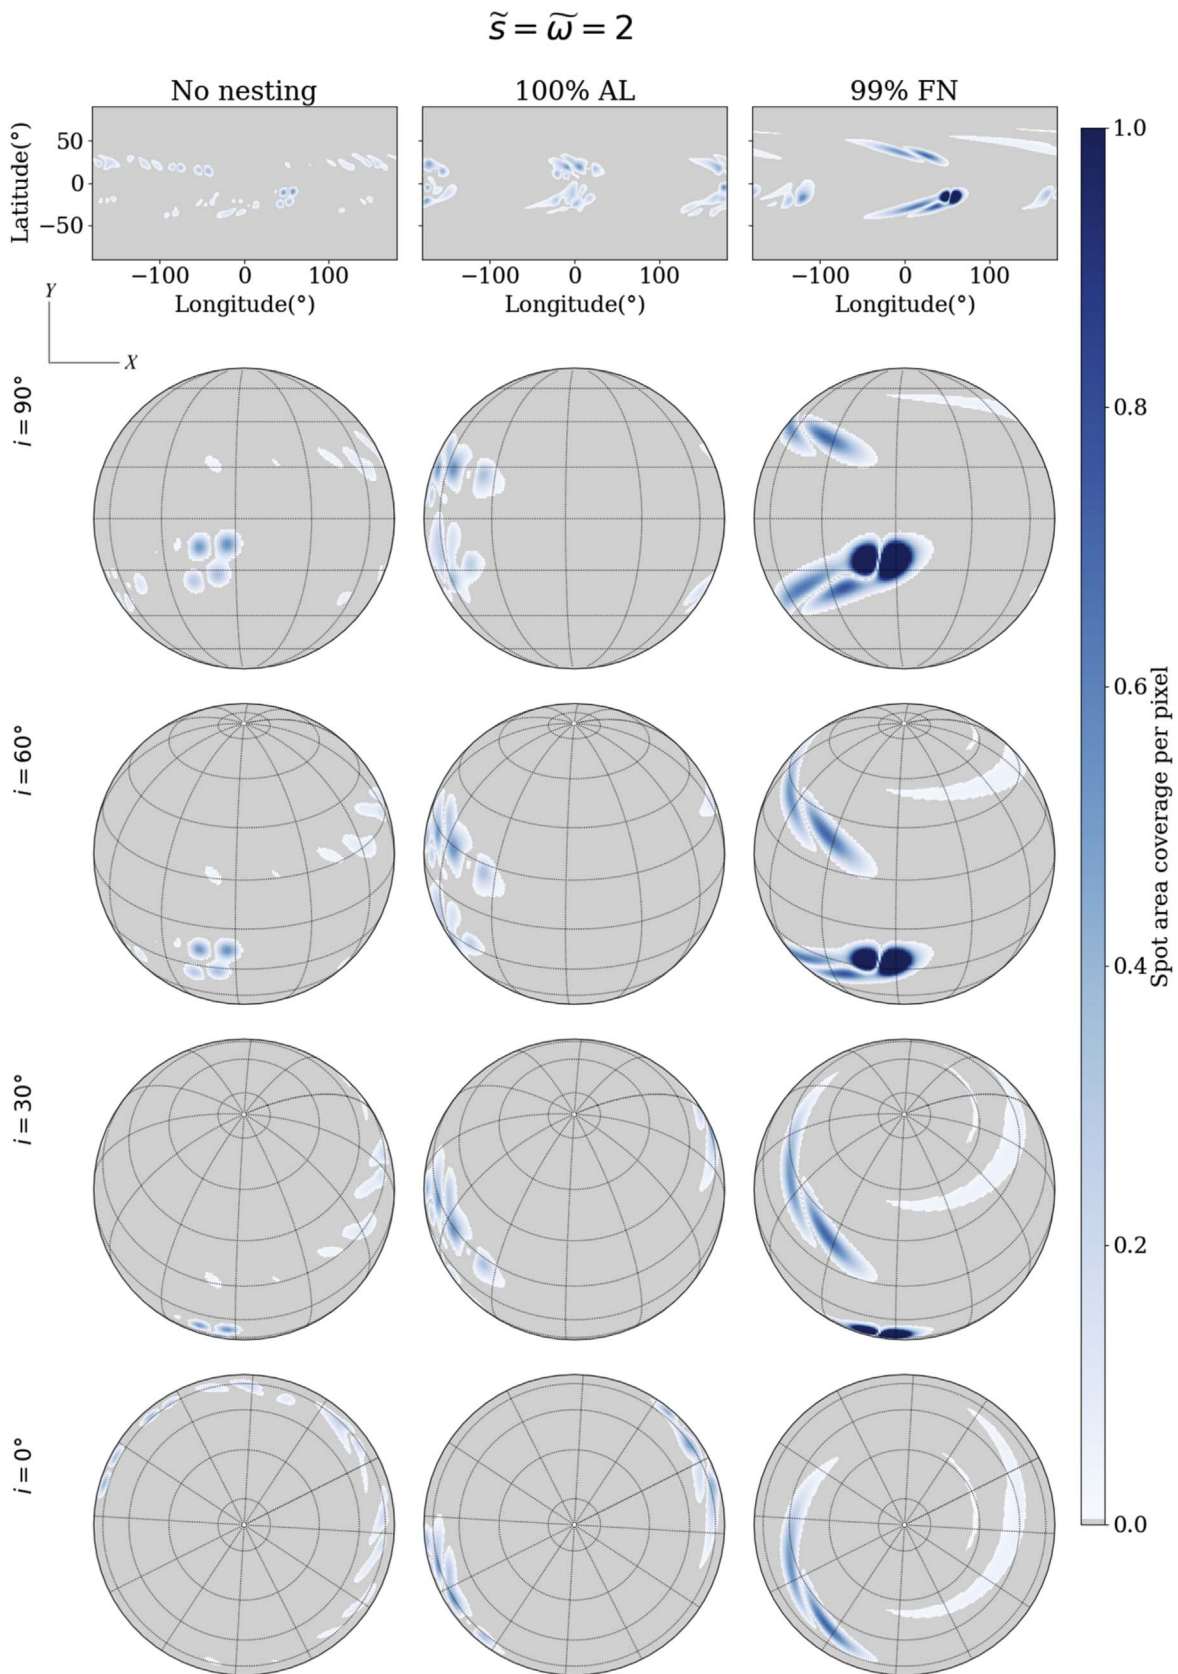 s̃ = ω̃ = 2
No nesting
100% AL
99% FN
Latitude(°)
50
0
−50
−100 0 100
−100 0 100
−100 0 100
Longitude(°)
Longitude(°)
Longitude(°)
Y
X
i = 90°
i = 60°
i = 30°
i = 0°
1.0
0.8
0.6
0.4
0.2
0.0
Spot area coverage per pixel